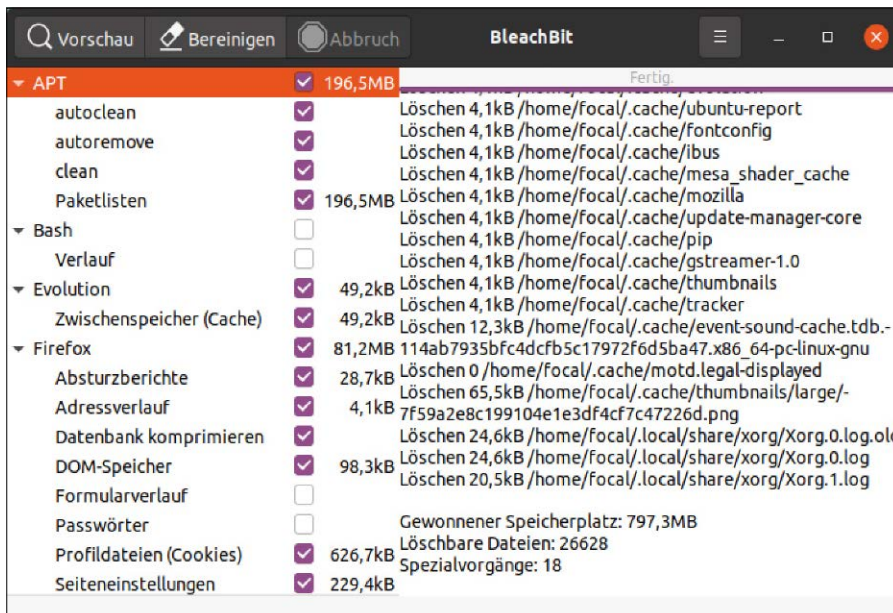 Vorschau Bereinigen Abbruch BleachBit
APT 196,5MB
autoclean
autoremove
clean
Paketlisten 196,5MB
Bash
Verlauf
Evolution 49,2kB
Zwischenspeicher (Cache) 49,2kB
Firefox 81,2MB
Absturzberichte 28,7kB
Adressverlauf 4,1kB
Datenbank komprimieren
DOM-Speicher 98,3kB
Formularverlauf
Passwörter
Profildateien (Cookies) 626,7kB
Seiteneinstellungen 229,4kB
Fertig.
Löschen 4,1kB /home/focal/.cache/ubuntu-report
Löschen 4,1kB /home/focal/.cache/fontconfig
Löschen 4,1kB /home/focal/.cache/ibus
Löschen 4,1kB /home/focal/.cache/mesa_shader_cache
Löschen 4,1kB /home/focal/.cache/mozilla
Löschen 4,1kB /home/focal/.cache/update-manager-core
Löschen 4,1kB /home/focal/.cache/pip
Löschen 4,1kB /home/focal/.cache/gstreamer-1.0
Löschen 4,1kB /home/focal/.cache/thumbnails
Löschen 4,1kB /home/focal/.cache/tracker
Löschen 12,3kB /home/focal/.cache/event-sound-cache.tdb.-
114ab7935bfc4dcfb5c17972f6d5ba47.x86_64-pc-linux-gnu
Löschen 0 /home/focal/.cache/motd.legal-displayed
Löschen 65,5kB /home/focal/.cache/thumbnails/large/-
7f59a2e8c199104e1e3df4cf7c47226d.png
Löschen 24,6kB /home/focal/.local/share/xorg/Xorg.0.log.old
Löschen 24,6kB /home/focal/.local/share/xorg/Xorg.0.log
Löschen 20,5kB /home/focal/.local/share/xorg/Xorg.1.log
Gewonnener Speicherplatz: 797,3MB
Löschbare Dateien: 26628
Spezialvorgänge: 18